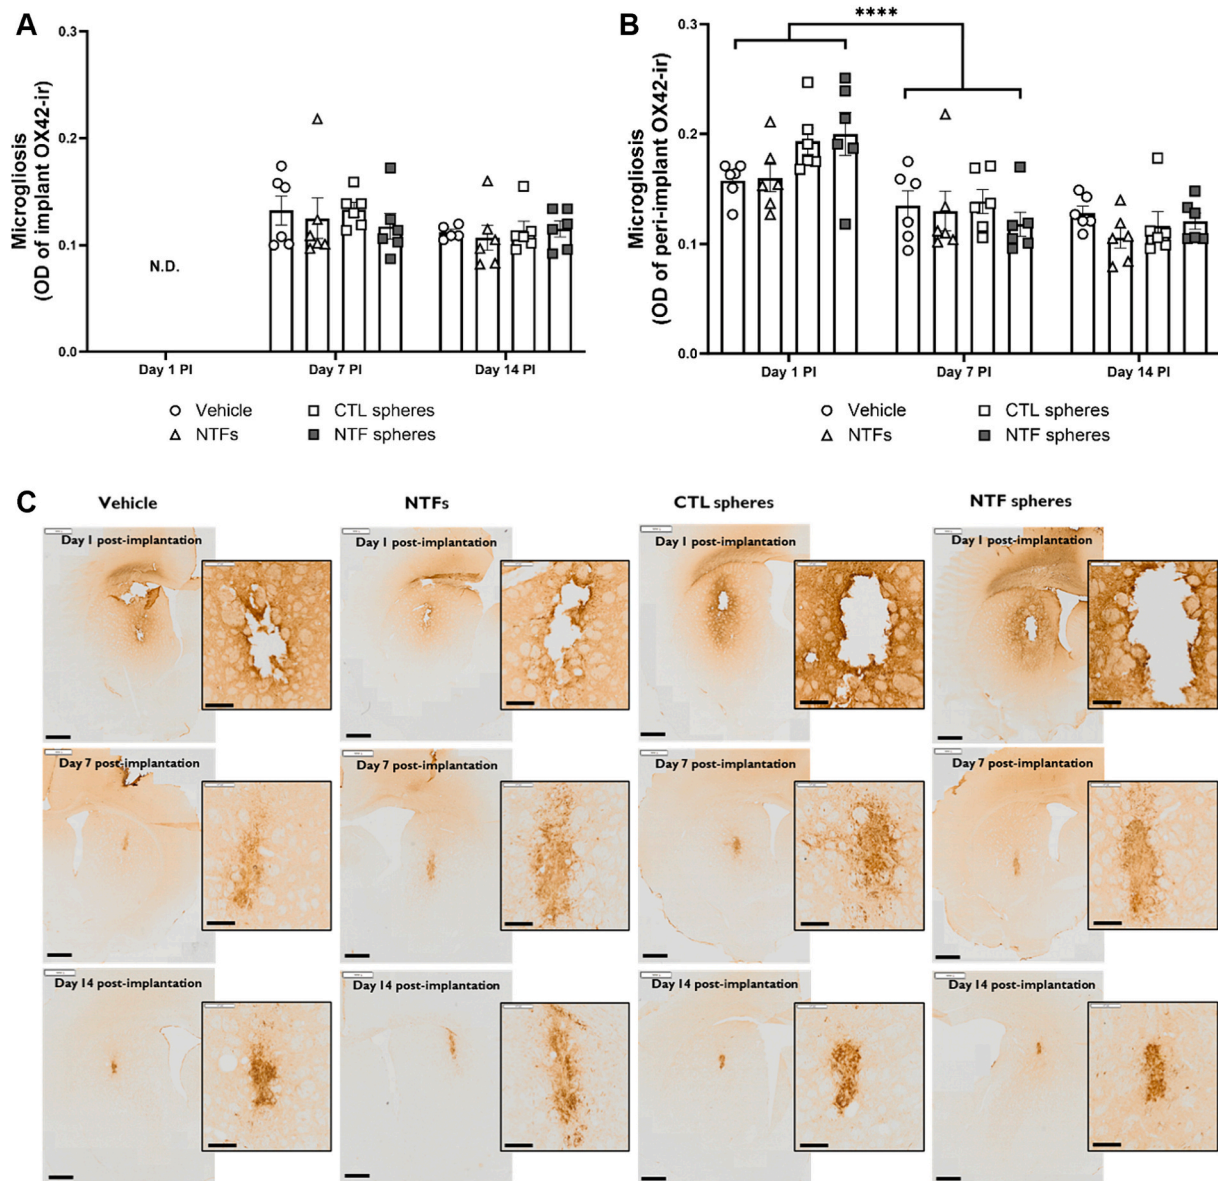 A
Microgliosis
(OD of implant OX42-ir)
0.3
0.2
0.1
0.0
N.D.
Day 1 PI
Day 7 PI
Day 14 PI
Vehicle
CTL spheres
NTFs
NTF spheres
B
Microgliosis
(OD of peri-implant OX42-ir)
0.3
0.2
0.1
0.0
****
Day 1 PI
Day 7 PI
Day 14 PI
Vehicle
CTL spheres
NTFs
NTF spheres
C
Vehicle
NTFs
CTL spheres
NTF spheres
Day 1 post-implantation
Day 1 post-implantation
Day 1 post-implantation
Day 1 post-implantation
Day 7 post-implantation
Day 7 post-implantation
Day 7 post-implantation
Day 7 post-implantation
Day 14 post-implantation
Day 14 post-implantation
Day 14 post-implantation
Day 14 post-implantation